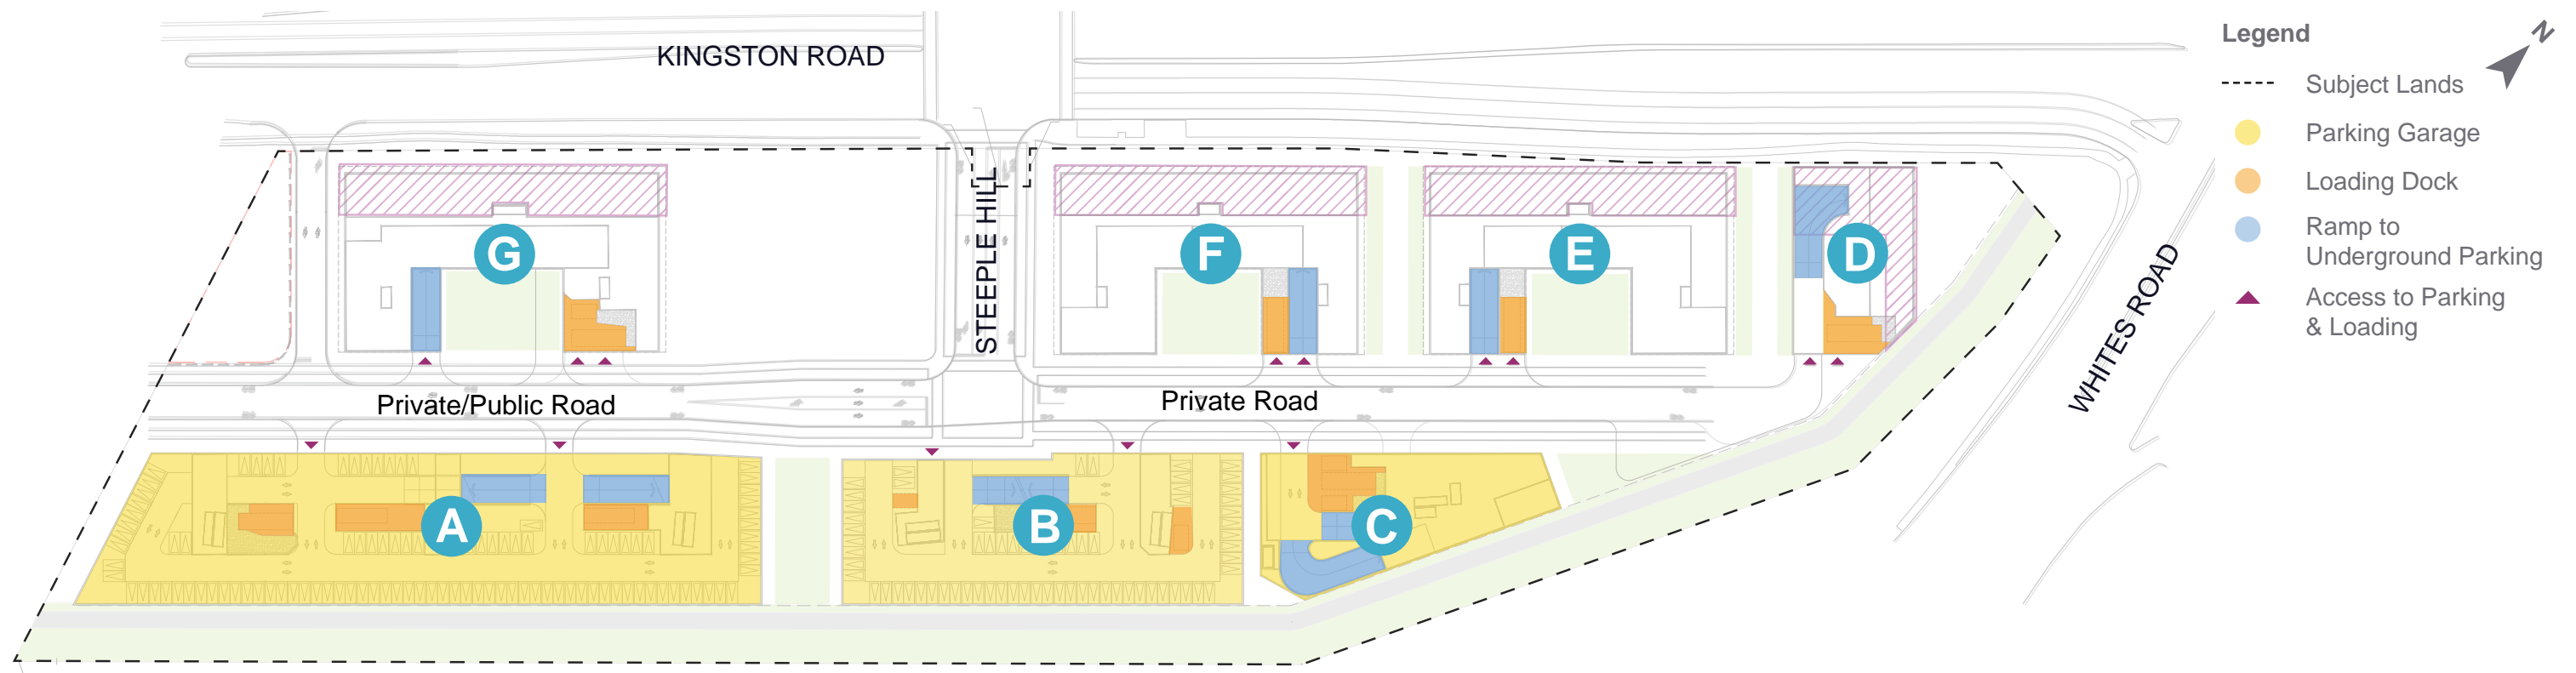 KINGSTON ROAD
STEEPLE HILL
WHITES ROAD
G
F
E
D
Private/Public Road
Private Road
A
B
C
Legend
N
Subject Lands
Parking Garage
Loading Dock
Ramp to
Underground Parking
Access to Parking
& Loading